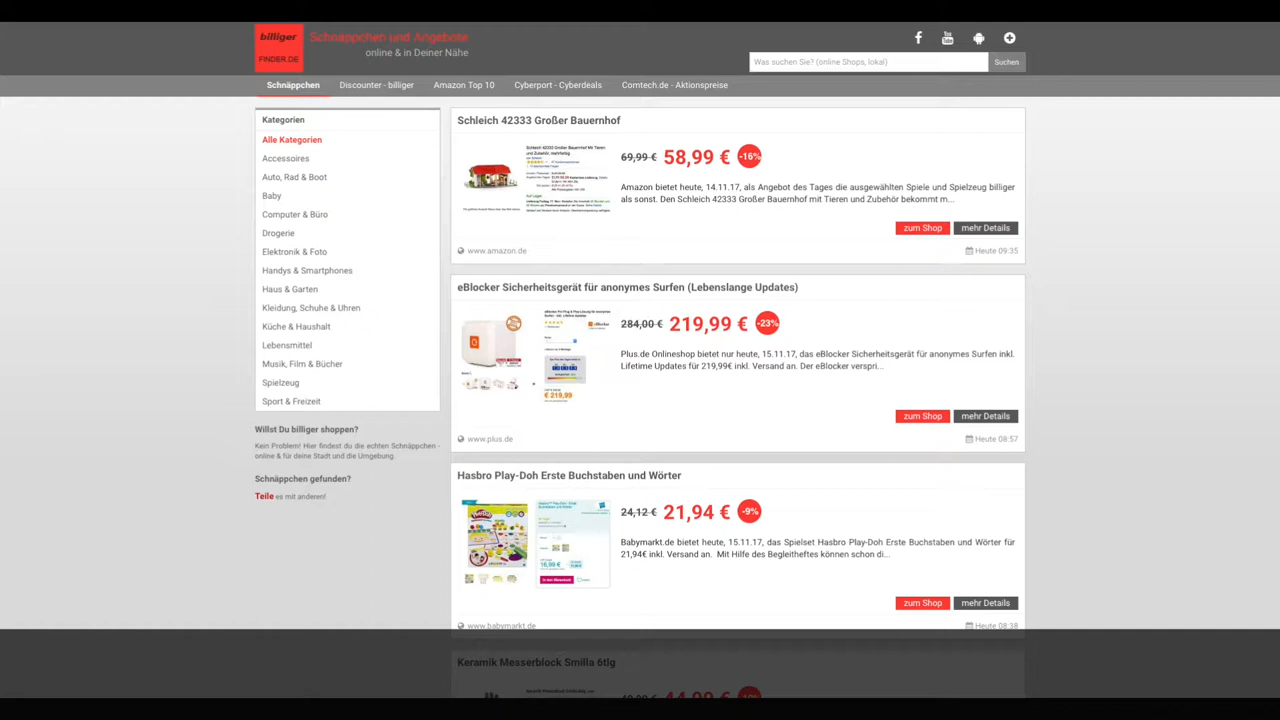 billiger
FINDER.DE
Schnäppchen und Angebote
online & in Deiner Nähe
Was suchen Sie? (online Shops, lokal)
Suchen
Schnäppchen
Discounter - billiger
Amazon Top 10
Cyberport - Cyberdeals
Comtech.de - Aktionspreise
Kategorien
Alle Kategorien
Accessoires
Auto, Rad & Boot
Baby
Computer & Büro
Drogerie
Elektronik & Foto
Handys & Smartphones
Haus & Garten
Kleidung, Schuhe & Uhren
Küche & Haushalt
Lebensmittel
Musik, Film & Bücher
Spielzeug
Sport & Freizeit
Willst Du billiger shoppen?
Kein Problem! Hier findest du die echten Schnäppchen -
online & für deine Stadt und die Umgebung.
Schnäppchen gefunden?
Teile es mit anderen!
Schleich 42333 Großer Bauernhof
69,99 € 58,99 € -16%
Amazon bietet heute, 14.11.17, als Angebot des Tages die ausgewählten Spiele und Spielzeug billiger
als sonst. Den Schleich 42333 Großer Bauernhof mit Tieren und Zubehör bekommt m...
zum Shop
mehr Details
www.amazon.de
Heute 09:35
eBlocker Sicherheitsgerät für anonymes Surfen (Lebenslange Updates)
284,00 € 219,99 € -23%
Plus.de Onlineshop bietet nur heute, 15.11.17, das eBlocker Sicherheitsgerät für anonymes Surfen inkl.
Lifetime Updates für 219,99€ inkl. Versand an. Der eBlocker verspri...
€ 219,99
zum Shop
mehr Details
www.plus.de
Heute 08:57
Hasbro Play-Doh Erste Buchstaben und Wörter
24,12 € 21,94 € -9%
Babymarkt.de bietet heute, 15.11.17, das Spielset Hasbro Play-Doh Erste Buchstaben und Wörter für
21,94€ inkl. Versand an. Mit Hilfe des Begleitheftes können schon di...
16,99 €
zum Shop
mehr Details
www.babymarkt.de
Heute 08:38
Keramik Messerblock Smilla 6tlg